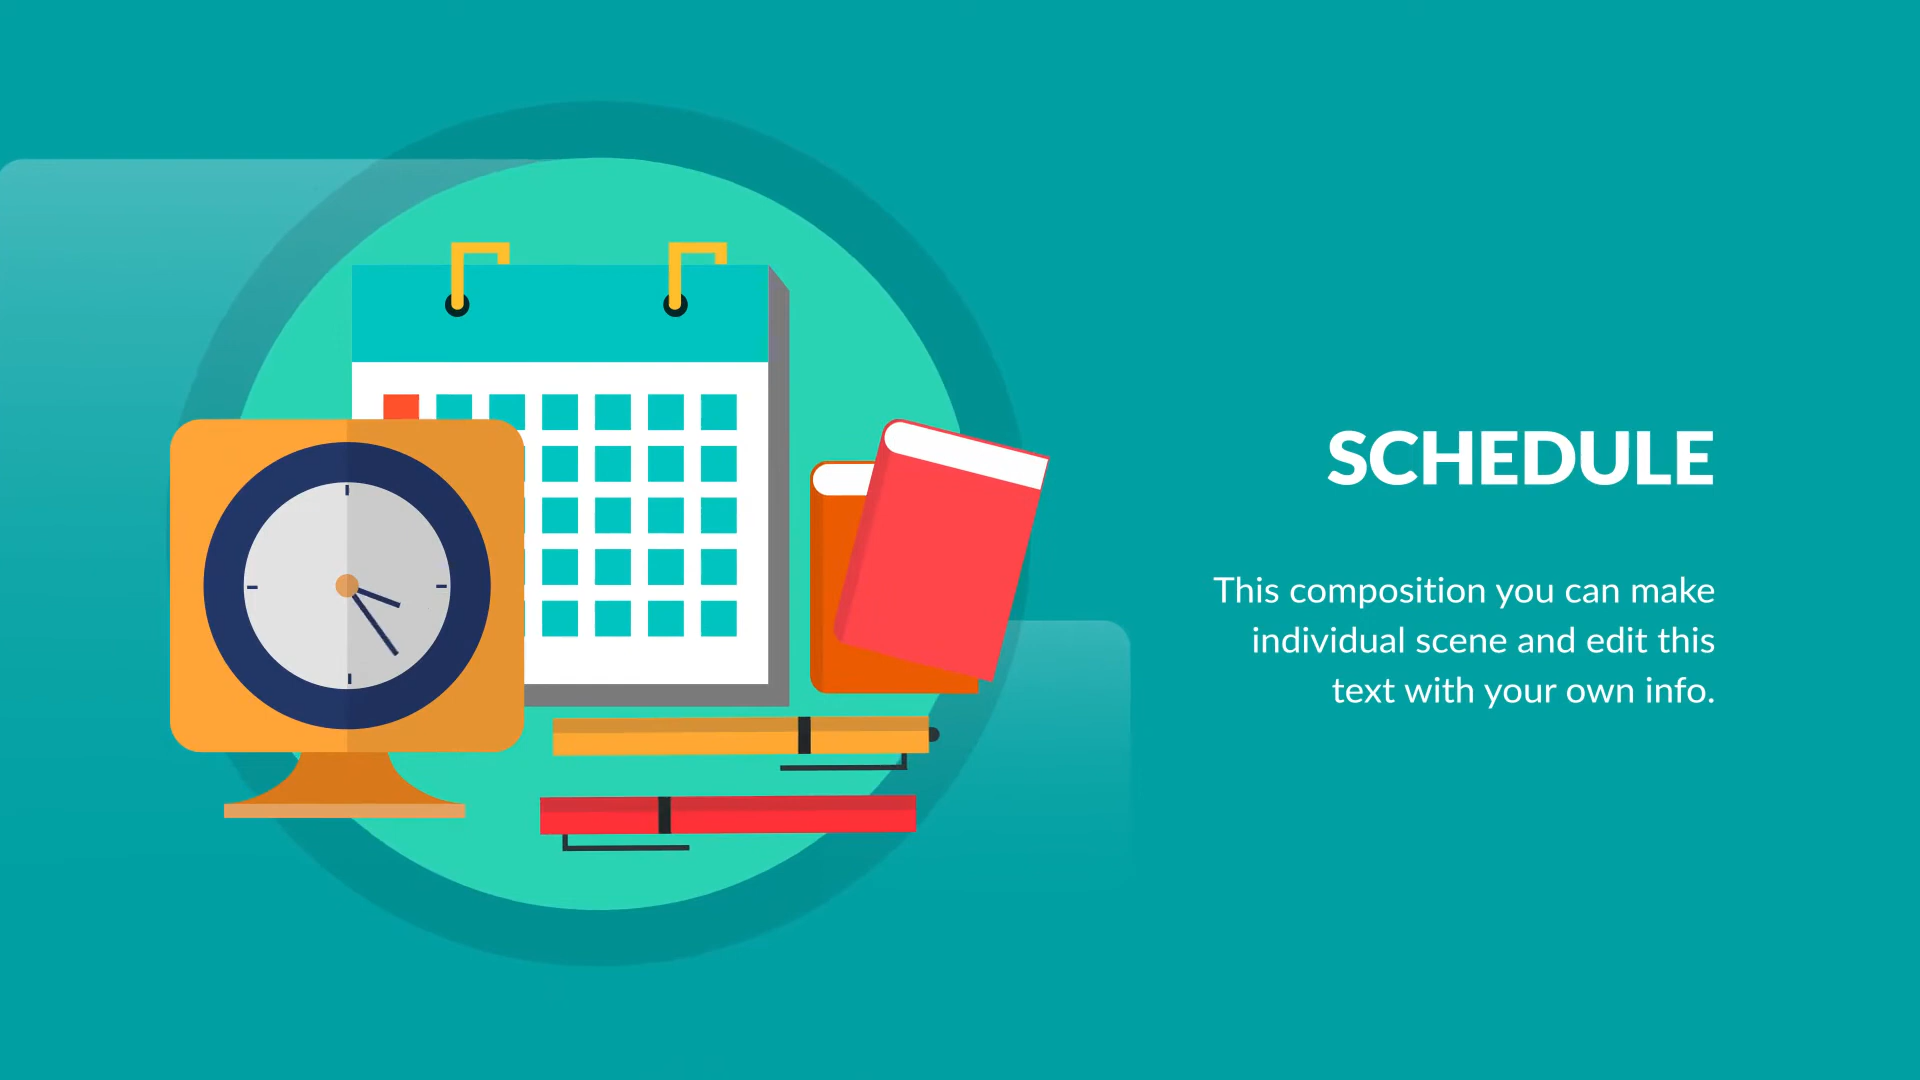 SCHEDULE
This composition you can make
individual scene and edit this
text with your own info.